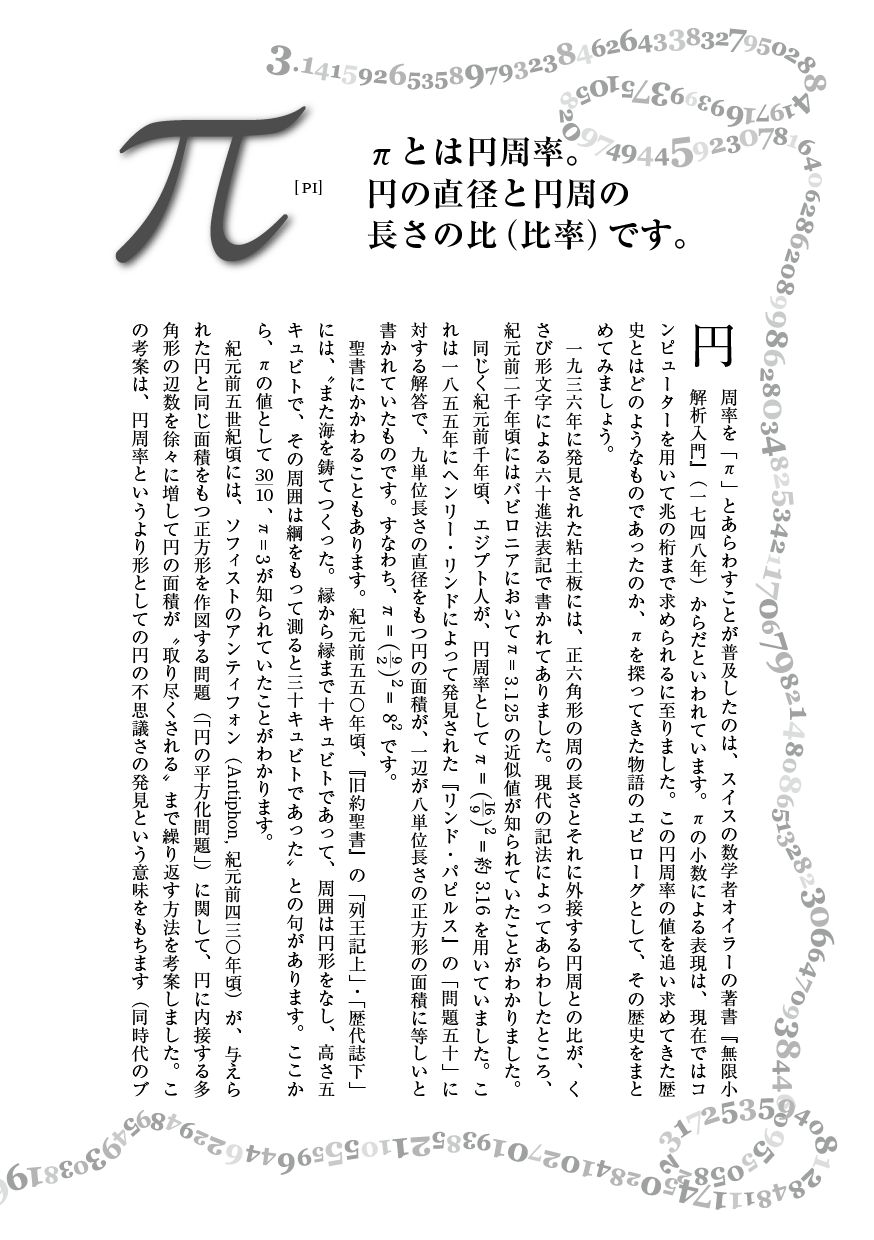 3.14159265358979323846264338327950288
4197169399375105820974944592307816406286208998628034825342117067982148086513282306647093844609550582231725359408128481117450284102701938521105559644622948954930381 96
π
[PI]
πとは円周率。
円の直径と円周の
長さの比（比率）です。
円周率を「π」とあらわすことが普及したのは、スイスの数学者オイラーの著書『無限小
解析入門』（一七四八年）からだといわれています。πの小数による表現は、現在ではコ
ンピューターを用いて兆の桁まで求められるに至りました。この円周率の値を追い求めてきた歴
史とはどのようなものであったのか、πを探ってきた物語のエピローグとして、その歴史をまと
めてみましょう。
一九三六年に発見された粘土板には、正六角形の周の長さとそれに外接する円周との比が、く
さび形文字による六十進法表記で書かれてありました。現代の記法によってあらわしたところ、
紀元前二千年頃にはバビロニアにおいてπ＝3.125の近似値が知られていたことがわかりました。
同じく紀元前千年頃、エジプト人が、円周率としてπ＝(16/9)²＝約3.16を用いていました。こ
れは一八五五年にヘンリー・リンドによって発見された『リンド・パピルス』の「問題五十」に
対する解答で、九単位長さの直径をもつ円の面積が、一辺が八単位長さの正方形の面積に等しいと
書かれていたものです。すなわち、π＝(9/2)²＝8²です。
聖書にかかわることもあります。紀元前五五〇年頃、『旧約聖書』の「列王記上」・「歴代誌下」
には、〝また海を鋳てつくった。縁から縁まで十キュビトであって、周囲は円形をなし、高さ五
キュビトで、その周囲は綱をもって測ると三十キュビトであった〟との句があります。ここか
ら、πの値として30/10、π＝3が知られていたことがわかります。
紀元前五世紀頃には、ソフィストのアンティフォン（Antiphon, 紀元前四三〇年頃）が、与えら
れた円と同じ面積をもつ正方形を作図する問題（「円の平方化問題」）に関して、円に内接する多
角形の辺数を徐々に増して円の面積が〝取り尽くされる〟まで繰り返す方法を考案しました。こ
の考案は、円周率というより形としての円の不思議さの発見という意味をもちます（同時代のブ